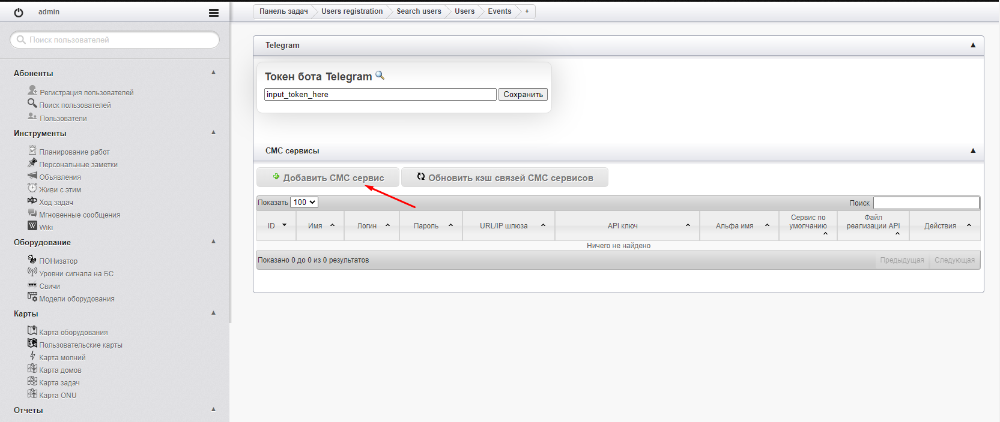 admin
Поиск пользователей
Абоненты
Регистрация пользователей
Поиск пользователей
Пользователи
Инструменты
Планирование работ
Персональные заметки
Объявления
Живи с этим
Ход задач
Мгновенные сообщения
Wiki
Оборудование
ПОНизатор
Уровни сигнала на БС
Свичи
Модели оборудования
Карты
Карта оборудования
Пользовательские карты
Карта молний
Карта домов
Карта задач
Карта ONU
Отчеты
Панель задач Users registration Search users Users Events +
Telegram
Токен бота Telegram
input_token_here Сохранить
СМС сервисы
Добавить СМС сервис Обновить кэш связей СМС сервисов
Показать 100 Поиск
ID Имя Логин Пароль URL/IP шлюза API ключ Альфа имя Сервис по умолчанию Файл реализации API Действия
Ничего не найдено
Показано 0 до 0 из 0 результатов Предыдущая Следующая